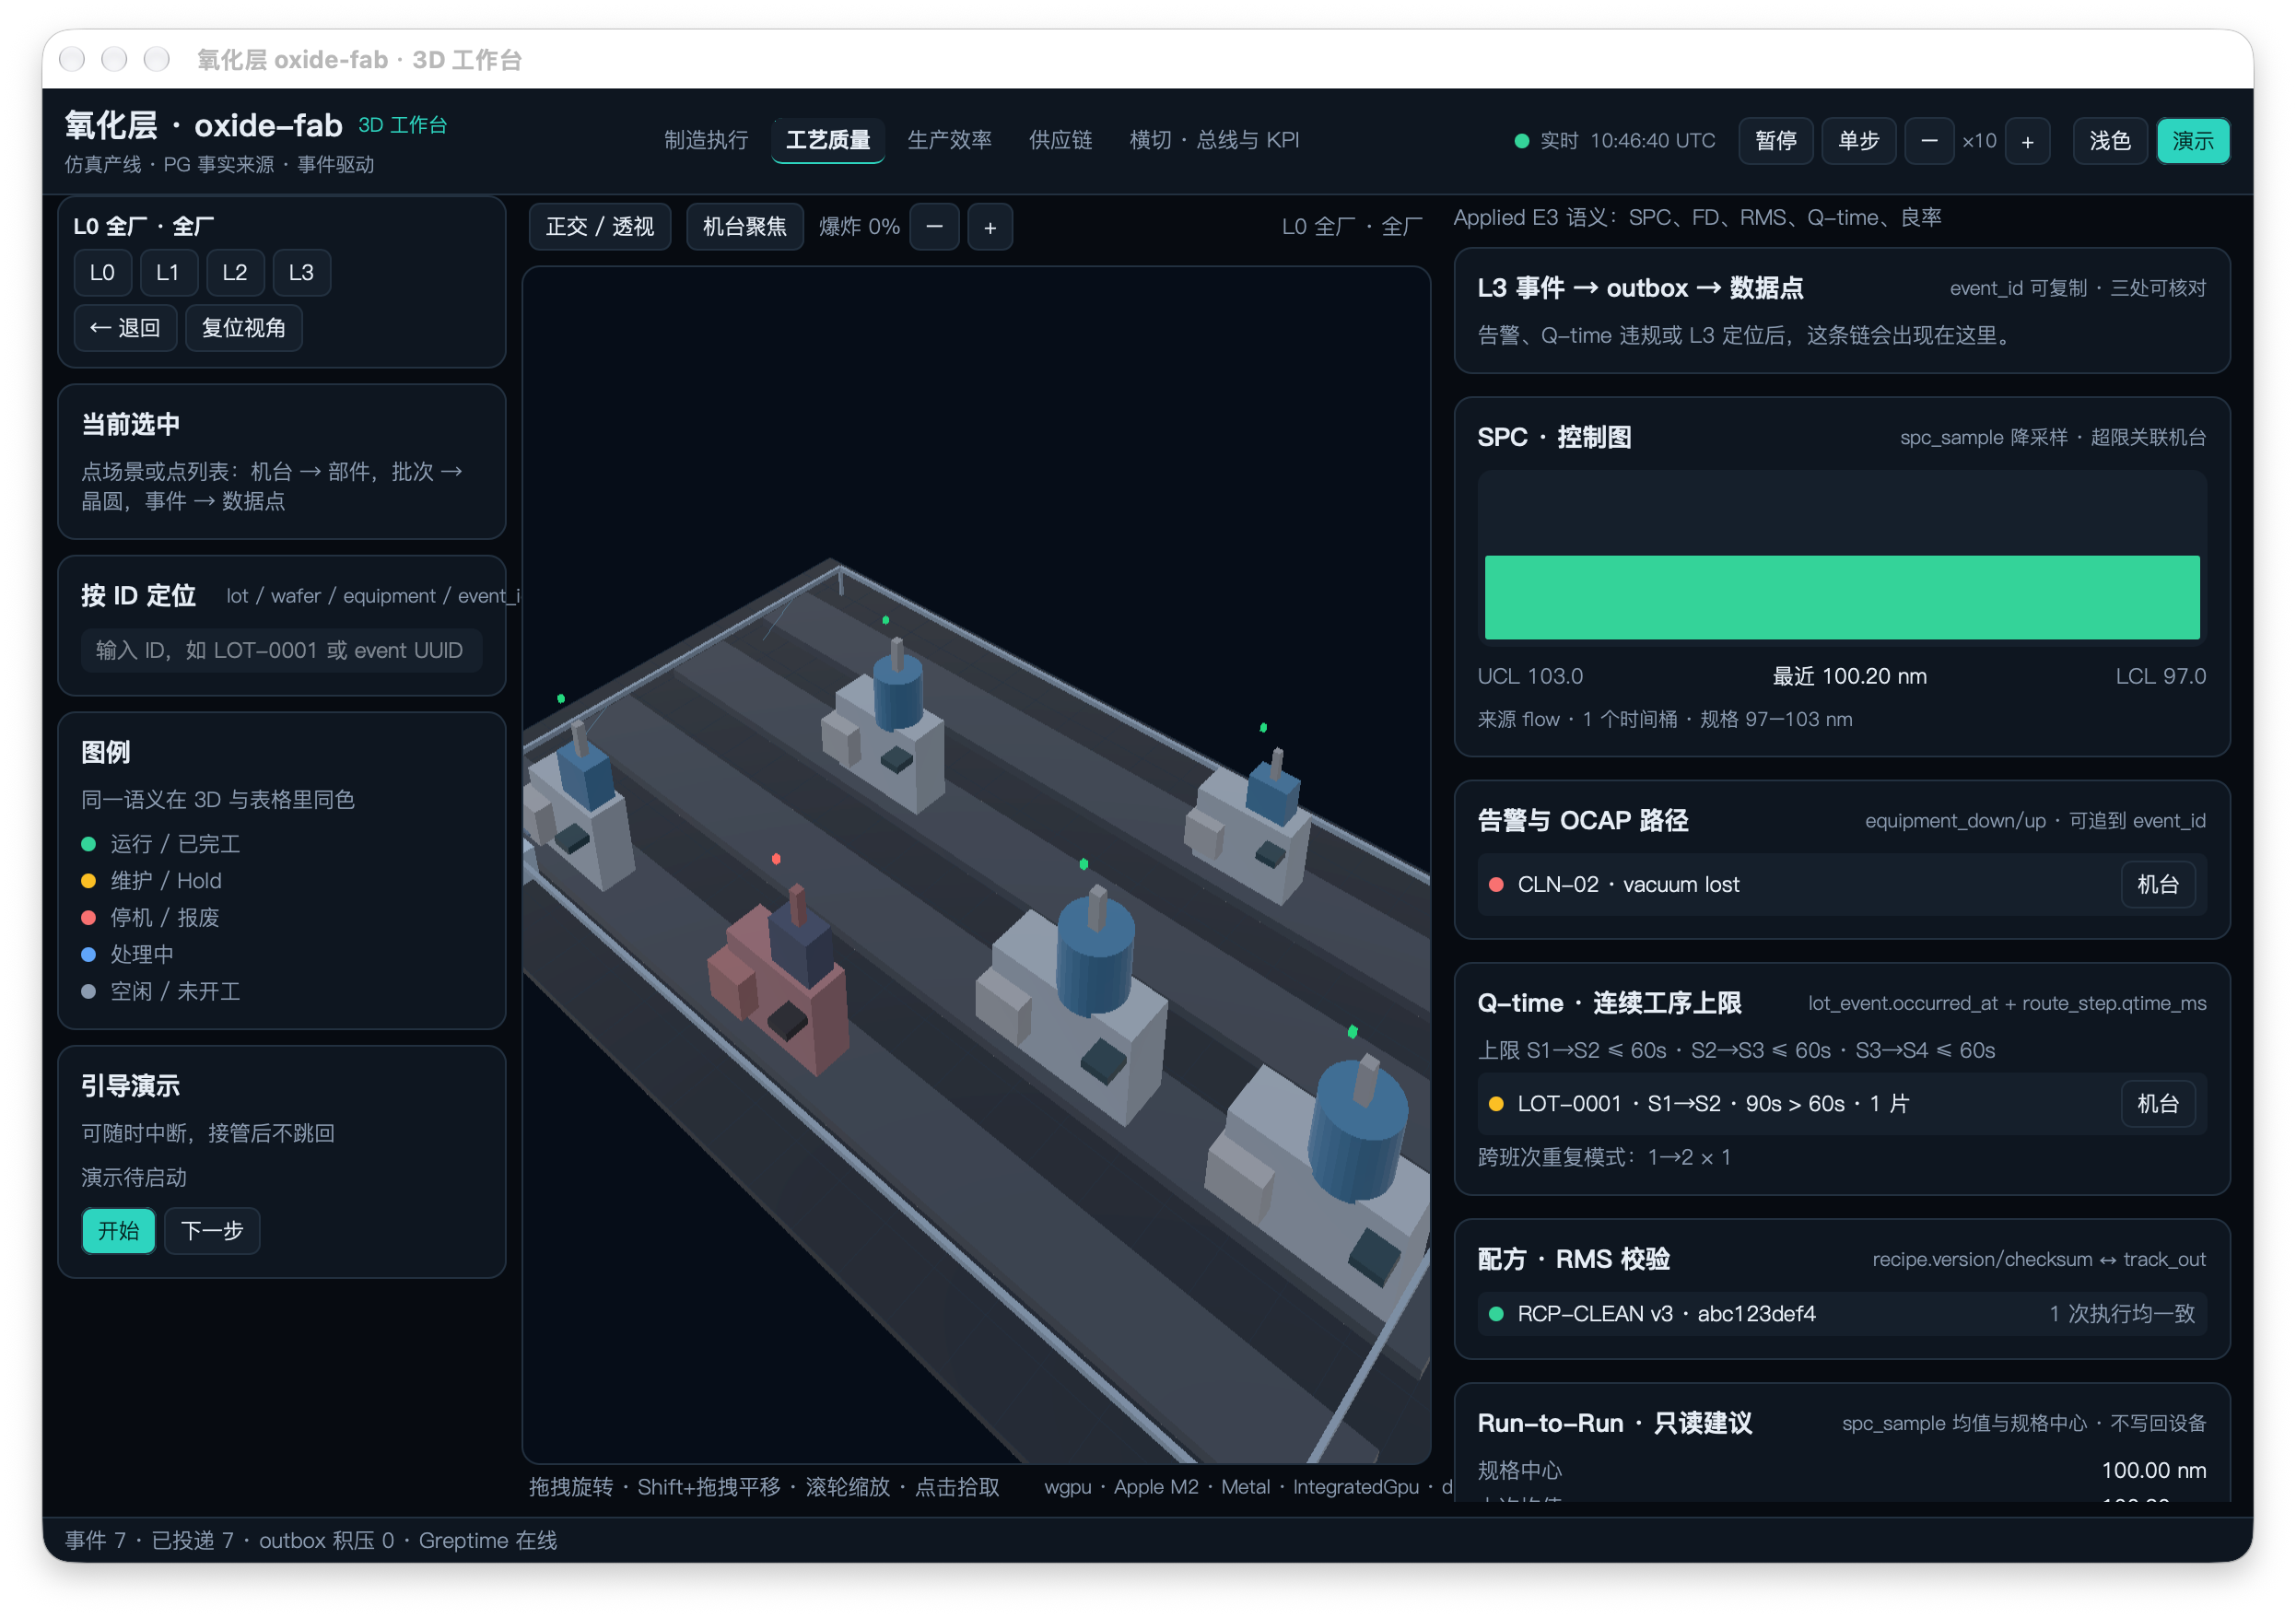 氧化层 oxide-fab · 3D 工作台
氧化层 · oxide-fab 3D 工作台
仿真产线 · PG 事实来源 · 事件驱动
制造执行 工艺质量 生产效率 供应链 横切 · 总线与 KPI
实时 10:46:40 UTC 暂停 单步 — ×10 + 浅色 演示
L0 全厂 · 全厂
L0 L1 L2 L3
← 退回 复位视角
当前选中
点场景或点列表：机台 → 部件，批次 →
晶圆，事件 → 数据点
按 ID 定位 lot / wafer / equipment / event_i
输入 ID，如 LOT-0001 或 event UUID
图例
同一语义在 3D 与表格里同色
运行 / 已完工
维护 / Hold
停机 / 报废
处理中
空闲 / 未开工
引导演示
可随时中断，接管后不跳回
演示待启动
开始 下一步
正交 / 透视 机台聚焦 爆炸 0% — + L0 全厂 · 全厂
拖拽旋转 · Shift+拖拽平移 · 滚轮缩放 · 点击拾取 wgpu · Apple M2 · Metal · IntegratedGpu · d
Applied E3 语义：SPC、FD、RMS、Q-time、良率
L3 事件 → outbox → 数据点 event_id 可复制 · 三处可核对
告警、Q-time 违规或 L3 定位后，这条链会出现在这里。
SPC · 控制图 spc_sample 降采样 · 超限关联机台
UCL 103.0 最近 100.20 nm LCL 97.0
来源 flow · 1 个时间桶 · 规格 97—103 nm
告警与 OCAP 路径 equipment_down/up · 可追到 event_id
CLN-02 · vacuum lost 机台
Q-time · 连续工序上限 lot_event.occurred_at + route_step.qtime_ms
上限 S1→S2 ≤ 60s · S2→S3 ≤ 60s · S3→S4 ≤ 60s
LOT-0001 · S1→S2 · 90s > 60s · 1 片 机台
跨班次重复模式：1→2 × 1
配方 · RMS 校验 recipe.version/checksum ↔ track_out
RCP-CLEAN v3 · abc123def4 1 次执行均一致
Run-to-Run · 只读建议 spc_sample 均值与规格中心 · 不写回设备
规格中心 100.00 nm
事件 7 · 已投递 7 · outbox 积压 0 · Greptime 在线